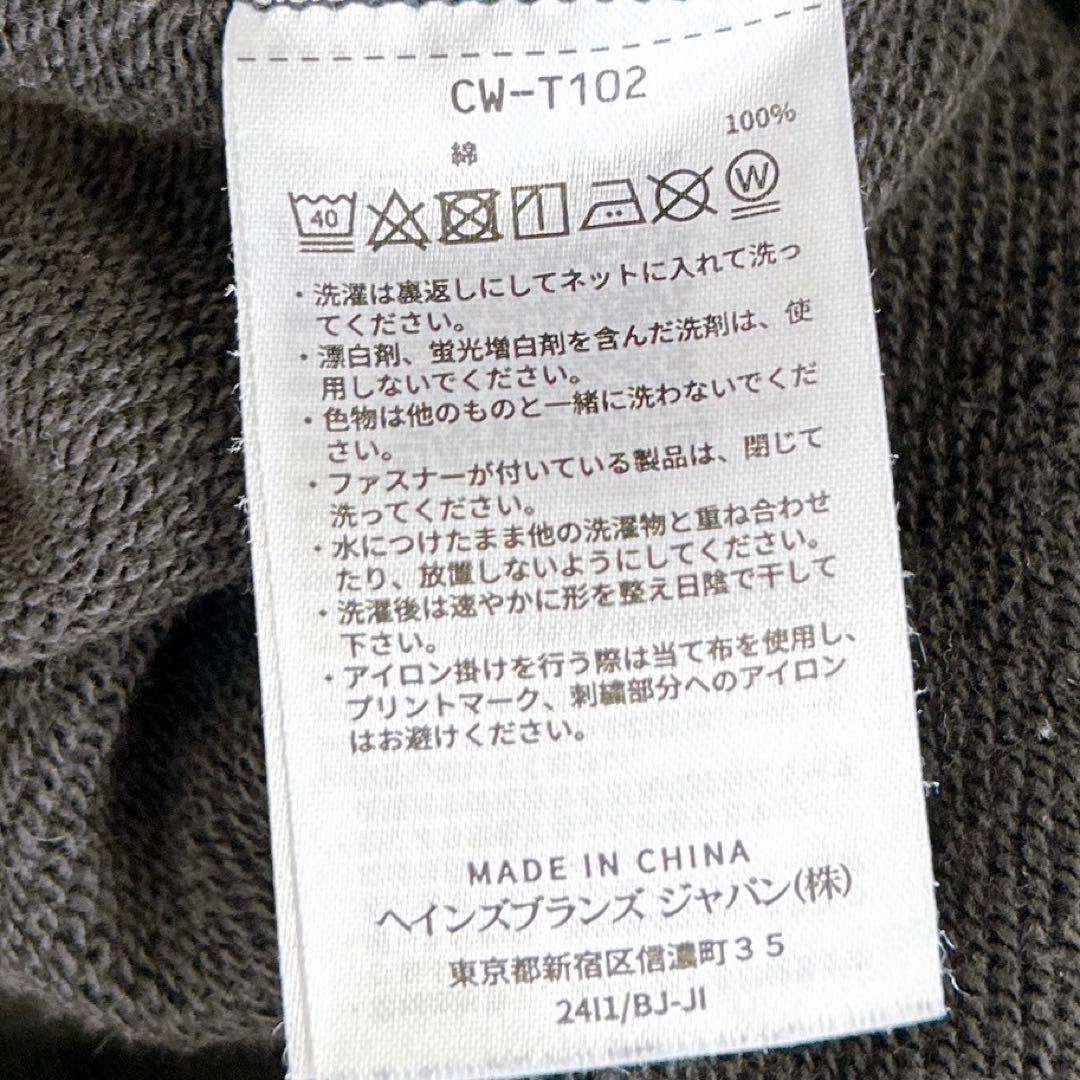 CW-T102
綿 100%
40 W
・洗濯は裏返しにしてネットに入れて洗っ
てください。
・漂白剤、蛍光増白剤を含んだ洗剤は、使
用しないでください。
・色物は他のものと一緒に洗わないでくだ
さい。
・ファスナーが付いている製品は、閉じて
洗ってください。
・水につけたまま他の洗濯物と重ね合わせ
たり、放置しないようにしてください。
・洗濯後は速やかに形を整え日陰で干して
下さい。
・アイロン掛けを行う際は当て布を使用し、
プリントマーク、刺繍部分へのアイロン
はお避けください。
MADE IN CHINA
ヘインズブランズ ジャパン(株)
東京都新宿区信濃町35
24I1/BJ-JI